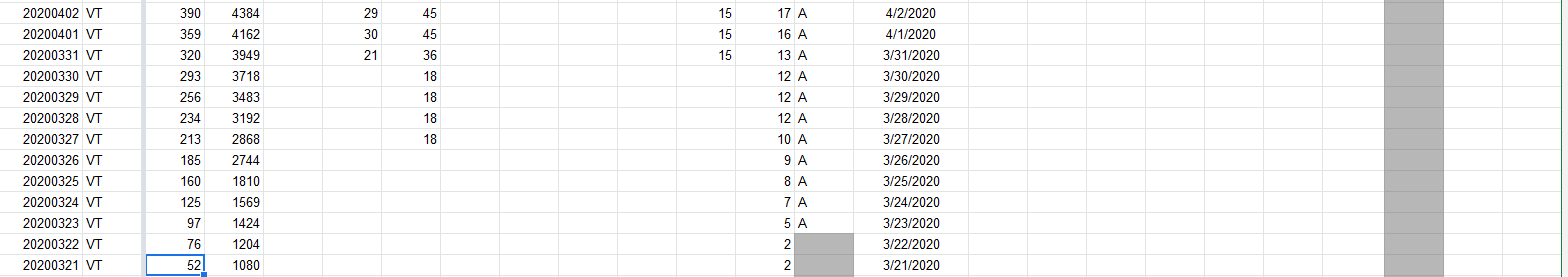 20200402 VT 390 4384 29 45 15 17 A 4/2/2020
20200401 VT 359 4162 30 45 15 16 A 4/1/2020
20200331 VT 320 3949 21 36 15 13 A 3/31/2020
20200330 VT 293 3718 18 12 A 3/30/2020
20200329 VT 256 3483 18 12 A 3/29/2020
20200328 VT 234 3192 18 12 A 3/28/2020
20200327 VT 213 2868 18 10 A 3/27/2020
20200326 VT 185 2744 9 A 3/26/2020
20200325 VT 160 1810 8 A 3/25/2020
20200324 VT 125 1569 7 A 3/24/2020
20200323 VT 97 1424 5 A 3/23/2020
20200322 VT 76 1204 2 3/22/2020
20200321 VT 52 1080 2 3/21/2020